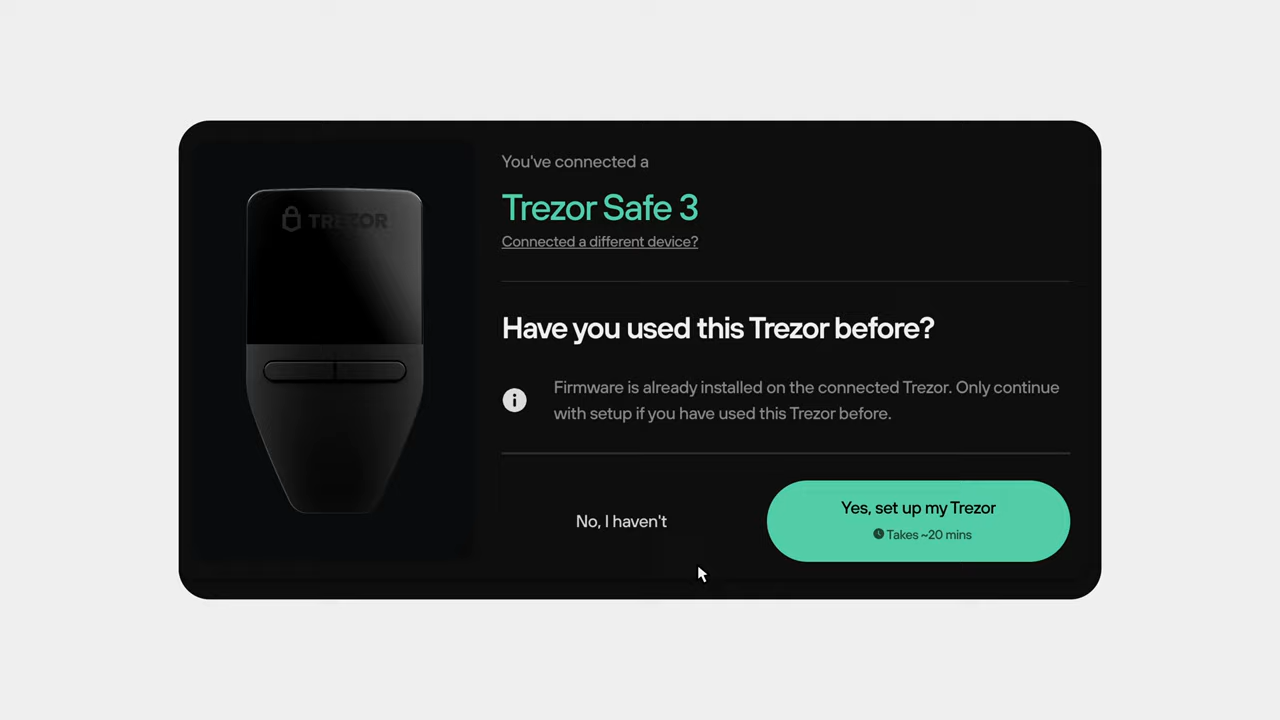 TREZOR
You've connected a
Trezor Safe 3
Connected a different device?
Have you used this Trezor before?
Firmware is already installed on the connected Trezor. Only continue
with setup if you have used this Trezor before.
No, I haven't
Yes, set up my Trezor
Takes ~20 mins